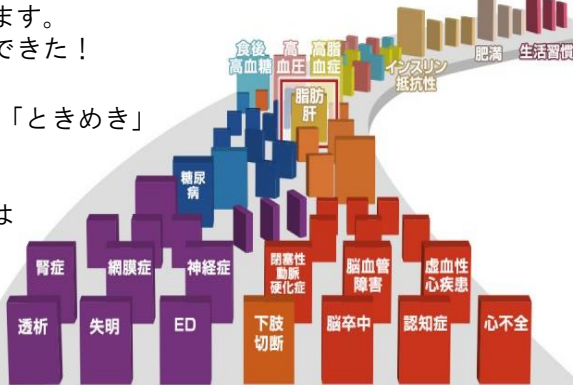 ます。
できた！
「ときめき」
は
食後
高血糖
高
血圧
高脂
血症
インスリン
抵抗性
肥満
生活習慣
脂肪
肝
糖尿
病
腎症
網膜症
神経症
閉塞性
動脈
硬化症
脳血管
障害
虚血性
心疾患
透析
失明
ED
下肢
切断
脳卒中
認知症
心不全